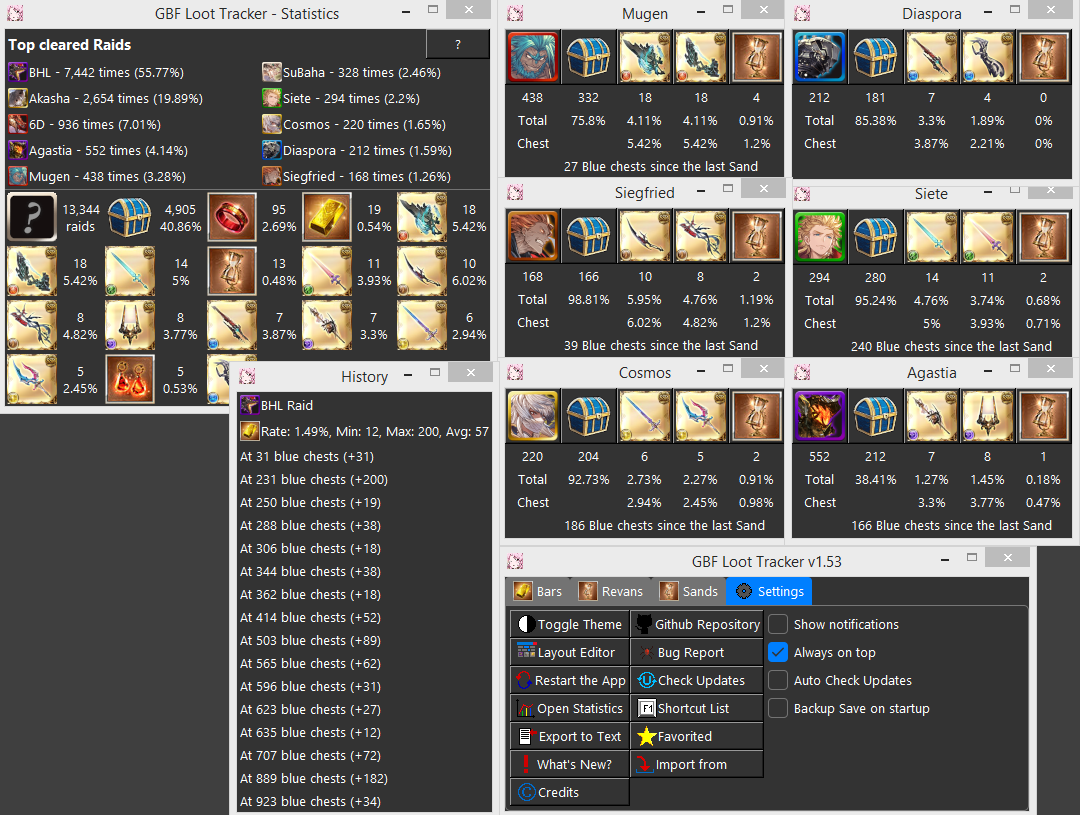 GBF Loot Tracker - Statistics
Top cleared Raids
?
BHL - 7,442 times (55.77%)
SuBaha - 328 times (2.46%)
Akasha - 2,654 times (19.89%)
Siete - 294 times (2.2%)
6D - 936 times (7.01%)
Cosmos - 220 times (1.65%)
Agastia - 552 times (4.14%)
Diaspora - 212 times (1.59%)
Mugen - 438 times (3.28%)
Siegfried - 168 times (1.26%)
13,344 4,905 95 19 18
raids 40.86% 2.69% 0.54% 5.42%
18 14 13 11 10
5.42% 5% 0.48% 3.93% 6.02%
8 8 7 7 6
4.82% 3.77% 3.87% 3.3% 2.94%
5 5
2.45% 0.53%
Mugen
438 332 18 18 4
Total 75.8% 4.11% 4.11% 0.91%
Chest 5.42% 5.42% 1.2%
27 Blue chests since the last Sand
Diaspora
212 181 7 4 0
Total 85.38% 3.3% 1.89% 0%
Chest 3.87% 2.21% 0%
Siegfried
168 166 10 8 2
Total 98.81% 5.95% 4.76% 1.19%
Chest 6.02% 4.82% 1.2%
39 Blue chests since the last Sand
Siete
294 280 14 11 2
Total 95.24% 4.76% 3.74% 0.68%
Chest 5% 3.93% 0.71%
240 Blue chests since the last Sand
Cosmos
220 204 6 5 2
Total 92.73% 2.73% 2.27% 0.91%
Chest 2.94% 2.45% 0.98%
186 Blue chests since the last Sand
Agastia
552 212 7 8 1
Total 38.41% 1.27% 1.45% 0.18%
Chest 3.3% 3.77% 0.47%
166 Blue chests since the last Sand
History
BHL Raid
Rate: 1.49%, Min: 12, Max: 200, Avg: 57
At 31 blue chests (+31)
At 231 blue chests (+200)
At 250 blue chests (+19)
At 288 blue chests (+38)
At 306 blue chests (+18)
At 344 blue chests (+38)
At 362 blue chests (+18)
At 414 blue chests (+52)
At 503 blue chests (+89)
At 565 blue chests (+62)
At 596 blue chests (+31)
At 623 blue chests (+27)
At 635 blue chests (+12)
At 707 blue chests (+72)
At 889 blue chests (+182)
At 923 blue chests (+34)
GBF Loot Tracker v1.53
Bars Revans Sands Settings
Toggle Theme Github Repository Show notifications
Layout Editor Bug Report Always on top
Restart the App Check Updates Auto Check Updates
Open Statistics F1 Shortcut List Backup Save on startup
Export to Text Favorited
What's New? Import from
Credits